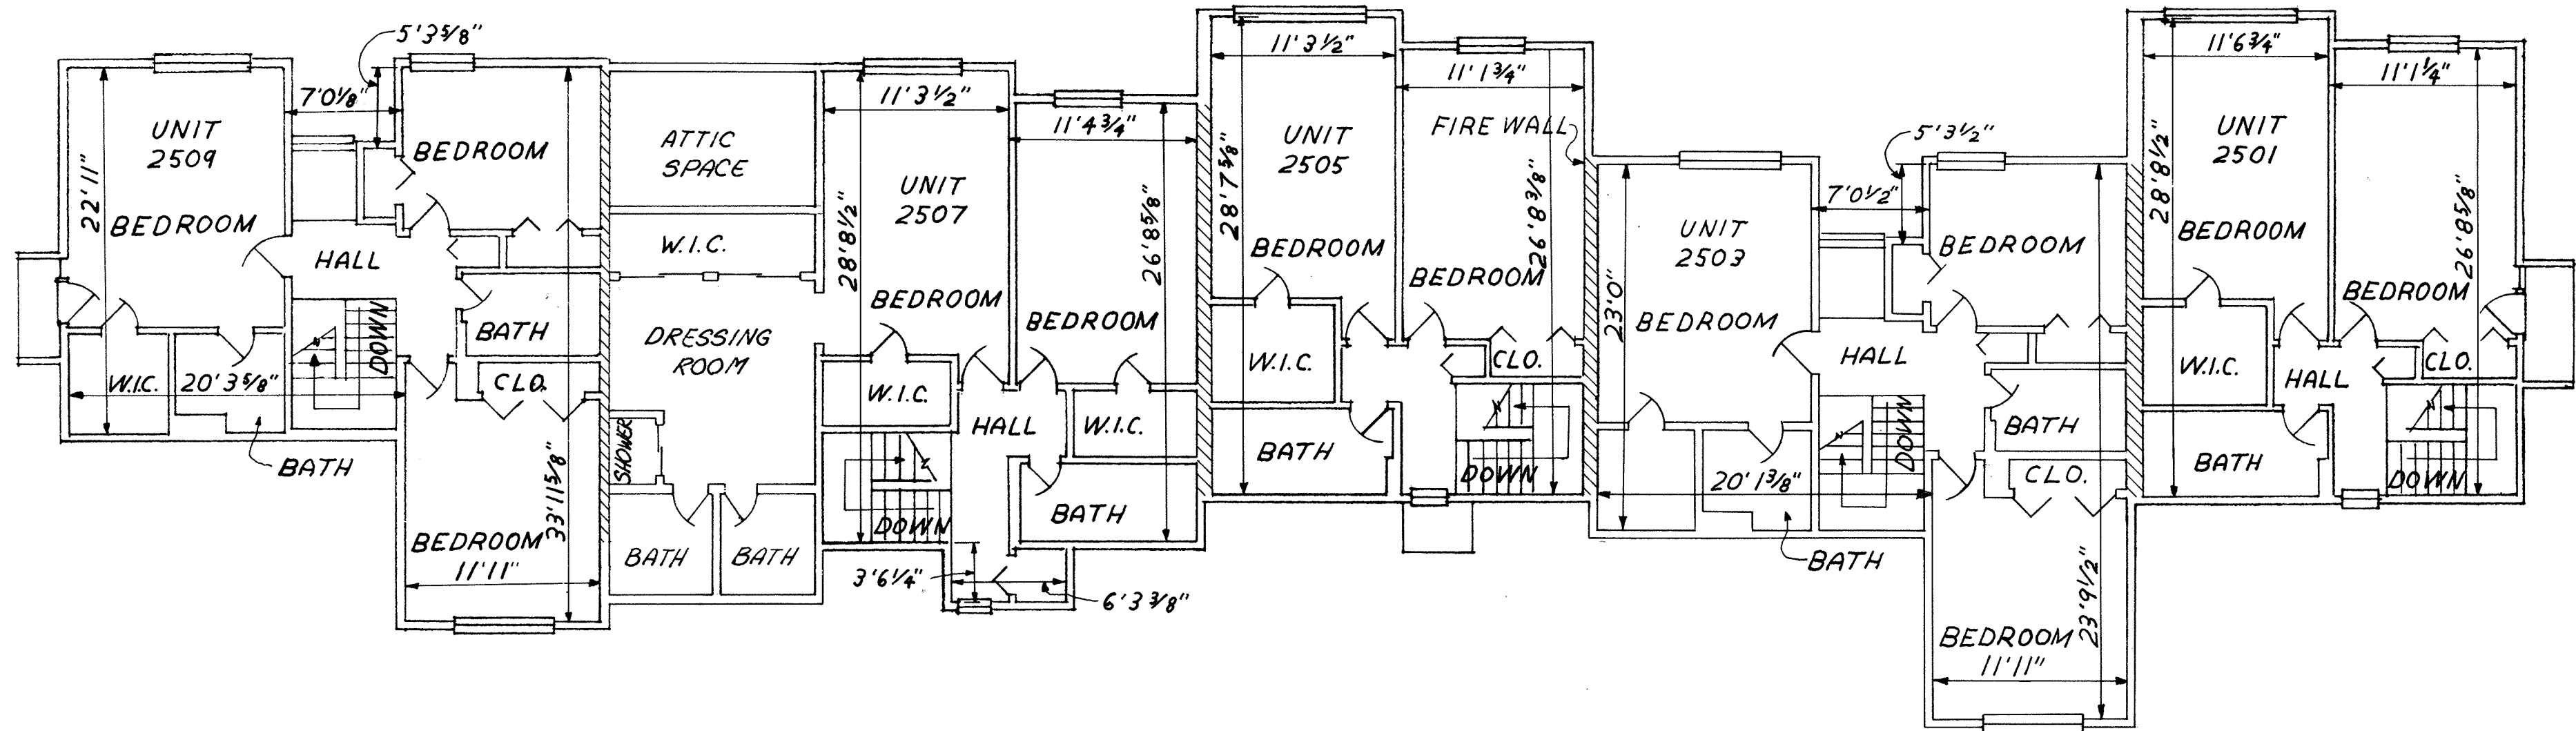 5'3 5/8"
7'0 1/8"
UNIT
2509
22'11"
BEDROOM
BEDROOM
HALL
DOWN
W.I.C.
20'3 5/8"
BATH
BATH
CLO.
33'11 5/8"
BEDROOM
11'11"
ATTIC
SPACE
W.I.C.
DRESSING
ROOM
SHOWER
BATH
BATH
11'3 1/2"
UNIT
2507
28'8 1/2"
BEDROOM
W.I.C.
DOWN
HALL
3'6 1/4"
6'3 3/8"
11'4 3/4"
26'8 5/8"
BEDROOM
W.I.C.
BATH
11'3 1/2"
UNIT
2505
28'7 5/8"
BEDROOM
W.I.C.
BATH
11'1 3/4"
FIRE WALL
26'8 3/8"
BEDROOM
CLO.
DOWN
UNIT
2503
23'0"
BEDROOM
20'1 3/8"
BATH
5'3 1/2"
7'0 1/2"
BEDROOM
HALL
DOWN
BATH
CLO.
BEDROOM
11'11"
23'9 1/2"
11'6 3/4"
UNIT
2501
28'8 1/2"
BEDROOM
W.I.C.
HALL
BATH
11'1 1/4"
26'8 5/8"
BEDROOM
CLO.
DOWN